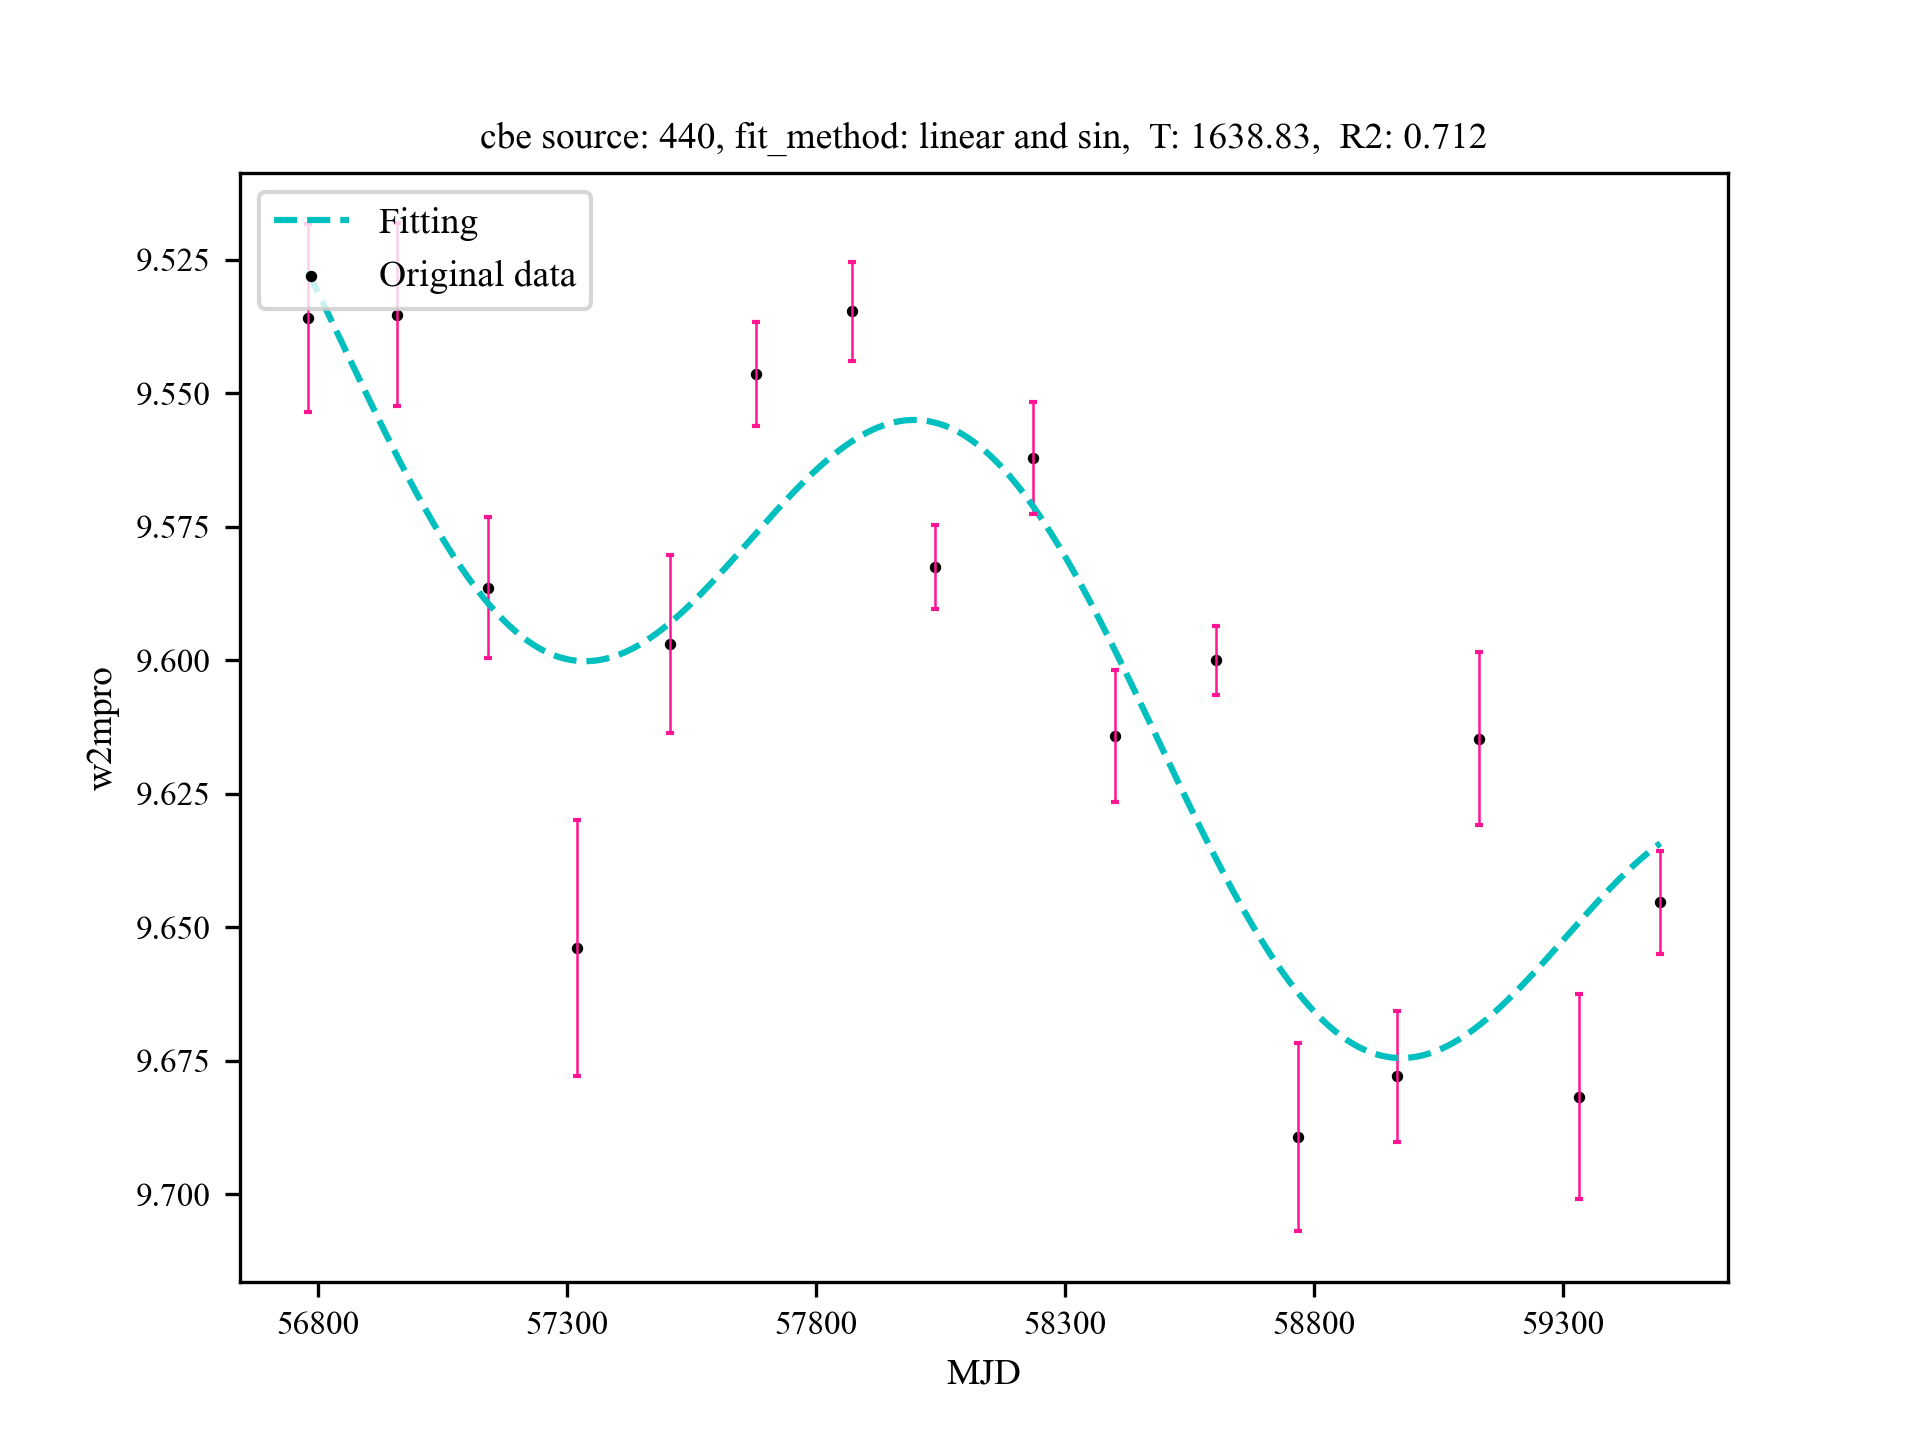 cbe source: 440, fit_method: linear and sin,  T: 1638.83,  R2: 0.712
Fitting
Original data
9.525
9.550
9.575
9.600
9.625
9.650
9.675
9.700
w2mpro
56800 57300 57800 58300 58800 59300
MJD